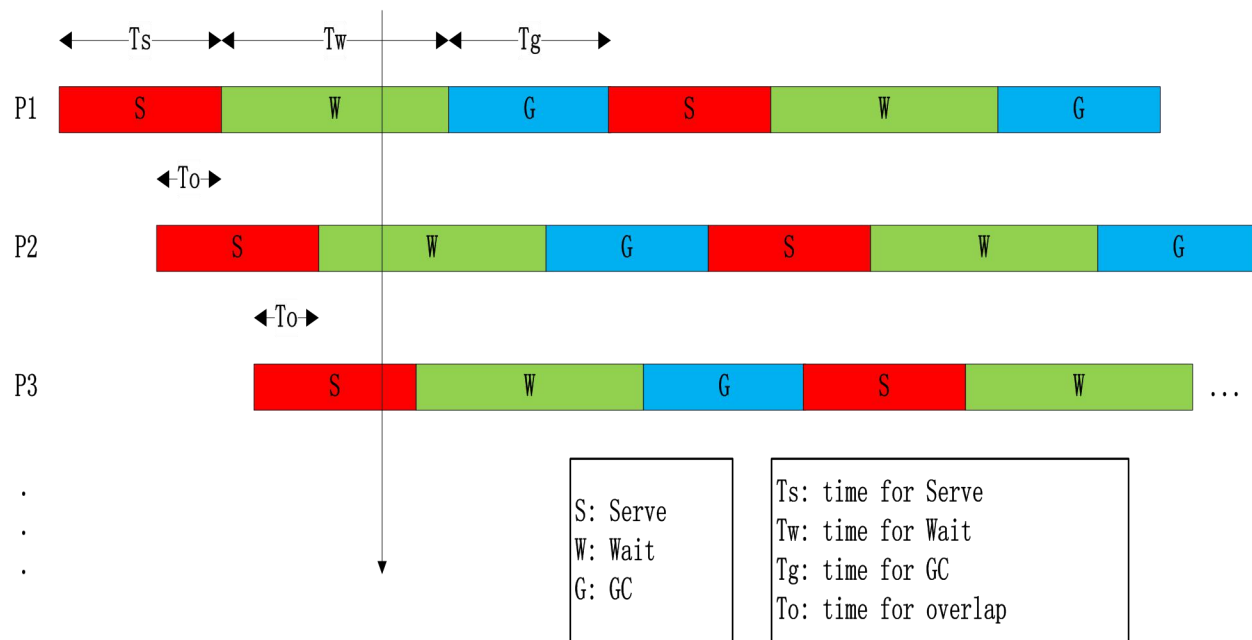 Ts Tw Tg
P1 S W G S W G
To
P2 S W G S W G
To
P3 S W G S W ...
.
.
.
S: Serve
W: Wait
G: GC
Ts: time for Serve
Tw: time for Wait
Tg: time for GC
To: time for overlap